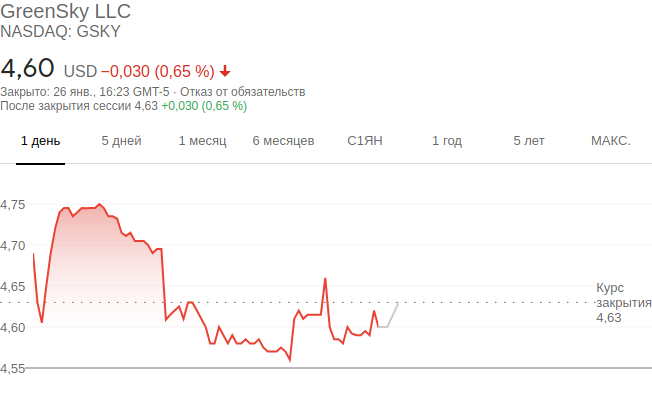 GreenSky LLC
NASDAQ: GSKY
4,60 USD −0,030 (0,65 %)
Закрыто: 26 янв., 16:23 GMT-5 · Отказ от обязательств
После закрытия сессии 4,63 +0,030 (0,65 %)
1 день 5 дней 1 месяц 6 месяцев С1ЯН 1 год 5 лет МАКС.
4,75
4,70
4,65
Курс
закрытия
4,63
4,60
4,55